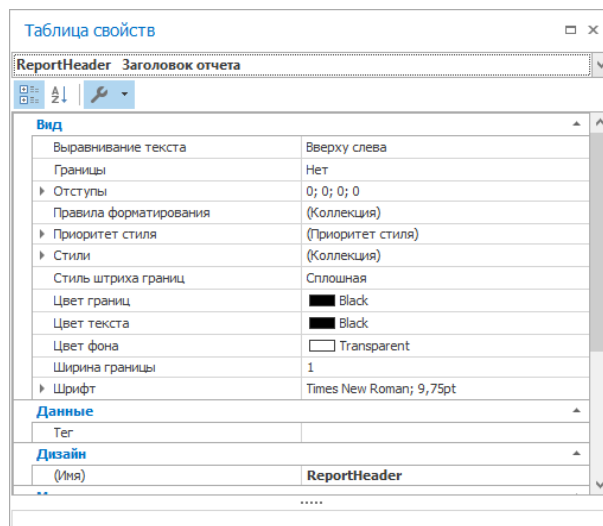 Таблица свойств
ReportHeader Заголовок отчета
Вид
Выравнивание текста Вверху слева
Границы Нет
Отступы 0; 0; 0; 0
Правила форматирования (Коллекция)
Приоритет стиля (Приоритет стиля)
Стили (Коллекция)
Стиль штриха границ Сплошная
Цвет границ Black
Цвет текста Black
Цвет фона Transparent
Ширина границы 1
Шрифт Times New Roman; 9,75pt
Данные
Тег
Дизайн
(Имя) ReportHeader